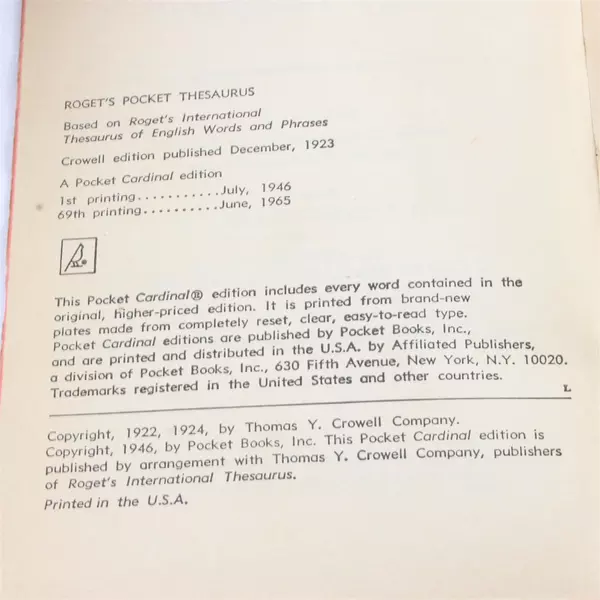 ROGET'S POCKET THESAURUS
Based on Roget's International
Thesaurus of English Words and Phrases
Crowell edition published December, 1923
A Pocket Cardinal edition
1st printing...........July, 1946
69th printing..........June, 1965
This Pocket Cardinal® edition includes every word contained in the
original, higher-priced edition. It is printed from brand-new
plates made from completely reset, clear, easy-to-read type.
Pocket Cardinal editions are published by Pocket Books, Inc.,
and are printed and distributed in the U.S.A. by Affiliated Publishers,
a division of Pocket Books, Inc., 630 Fifth Avenue, New York, N.Y. 10020.
Trademarks registered in the United States and other countries.
L
Copyright, 1922, 1924, by Thomas Y. Crowell Company.
Copyright, 1946, by Pocket Books, Inc. This Pocket Cardinal edition is
published by arrangement with Thomas Y. Crowell Company, publishers
of Roget's International Thesaurus.
Printed in the U.S.A.